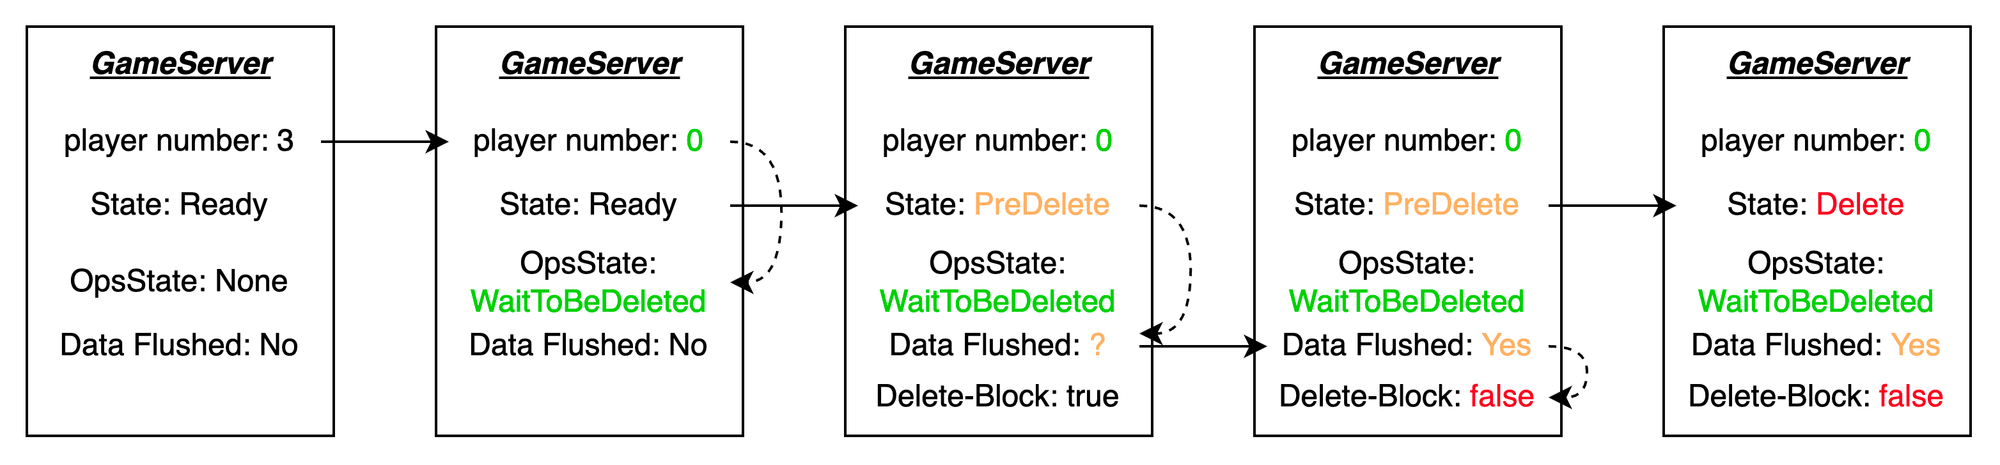 GameServer
player number: 3
State: Ready
OpsState: None
Data Flushed: No
GameServer
player number: 0
State: Ready
OpsState:
WaitToBeDeleted
Data Flushed: No
GameServer
player number: 0
State: PreDelete
OpsState:
WaitToBeDeleted
Data Flushed: ?
Delete-Block: true
GameServer
player number: 0
State: PreDelete
OpsState:
WaitToBeDeleted
Data Flushed: Yes
Delete-Block: false
GameServer
player number: 0
State: Delete
OpsState:
WaitToBeDeleted
Data Flushed: Yes
Delete-Block: false